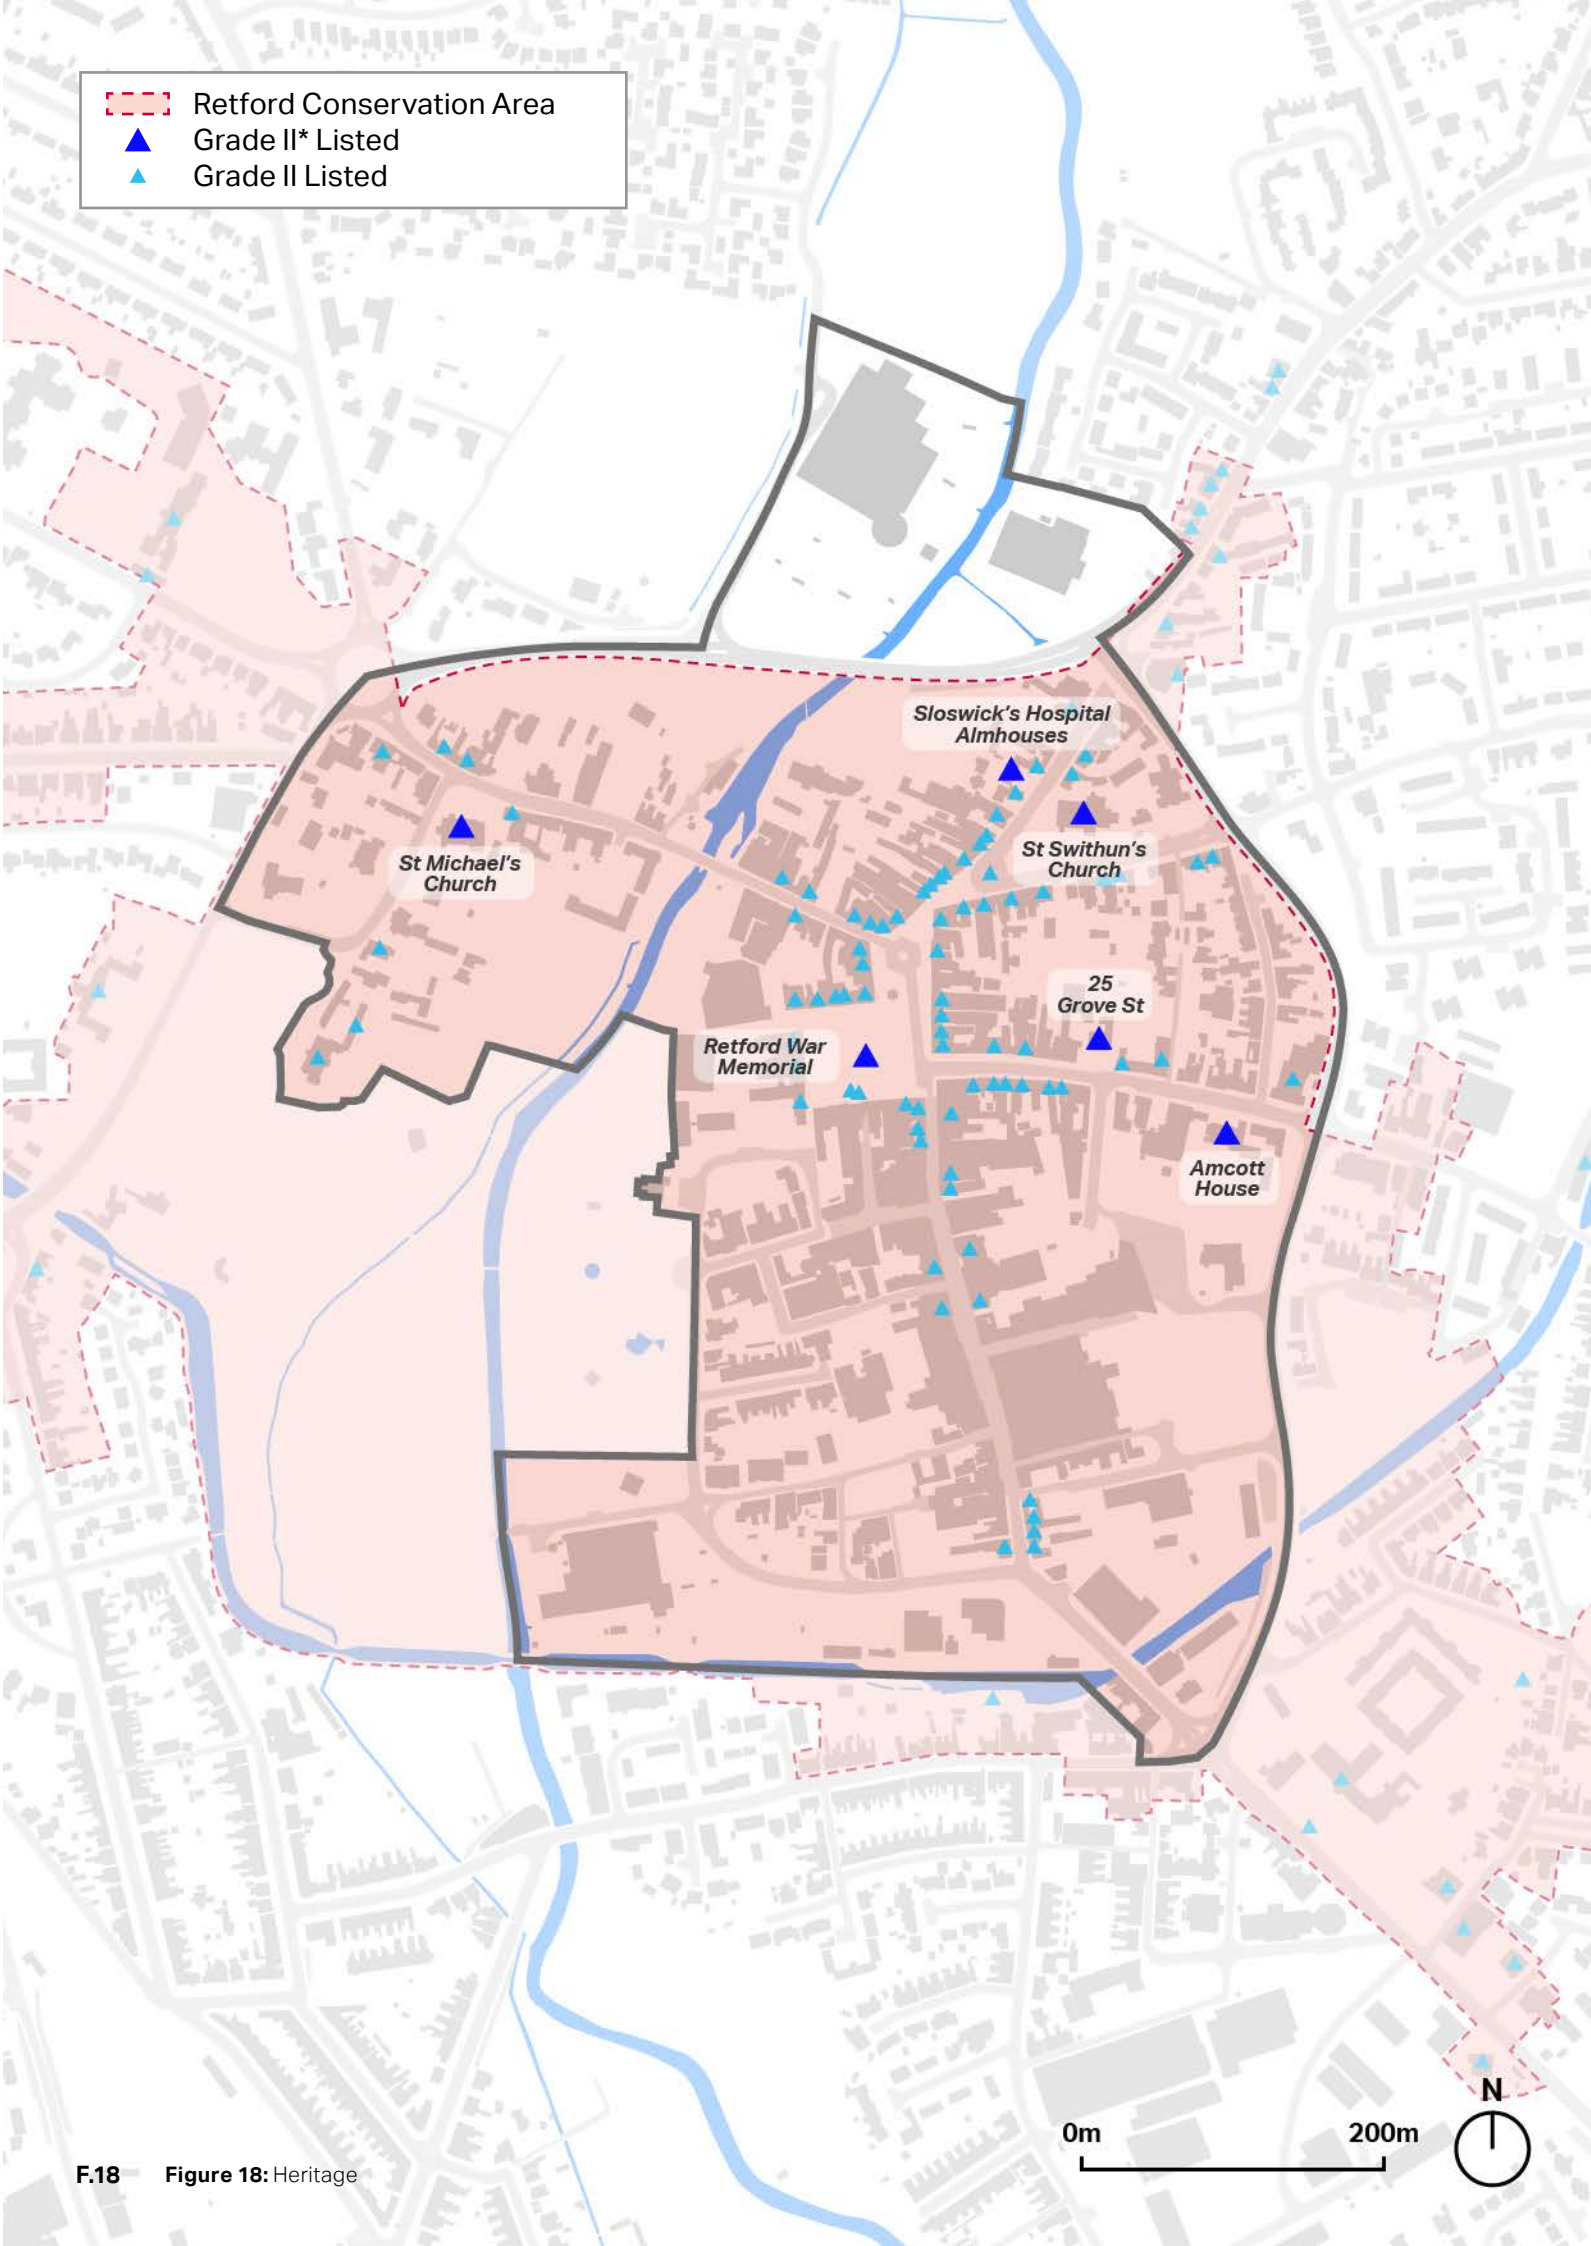 Retford Conservation Area
Grade II* Listed
Grade II Listed
Sloswick's Hospital
Almhouses
St Swithun's
Church
St Michael's
Church
25
Grove St
Retford War
Memorial
Amcott
House
N
0m 200m
F.18 Figure 18: Heritage